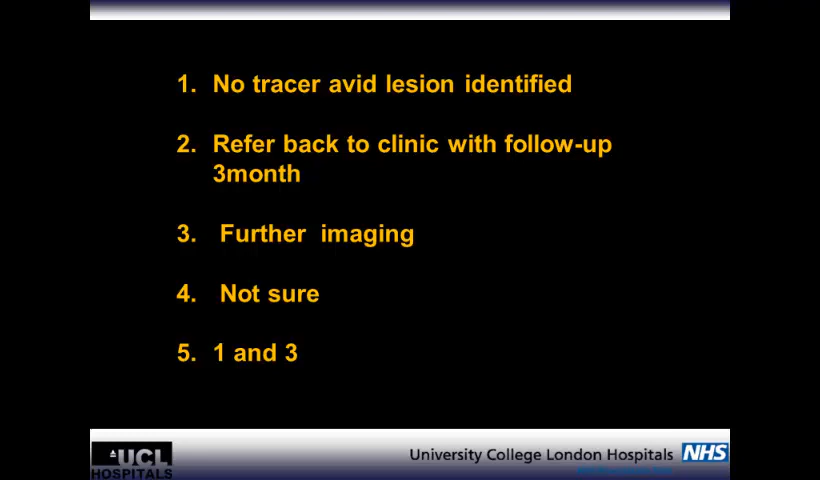 1. No tracer avid lesion identified
2. Refer back to clinic with follow-up
3month
3. Further imaging
4. Not sure
5. 1 and 3
University College London Hospitals NHS
UCL
HOSPITALS